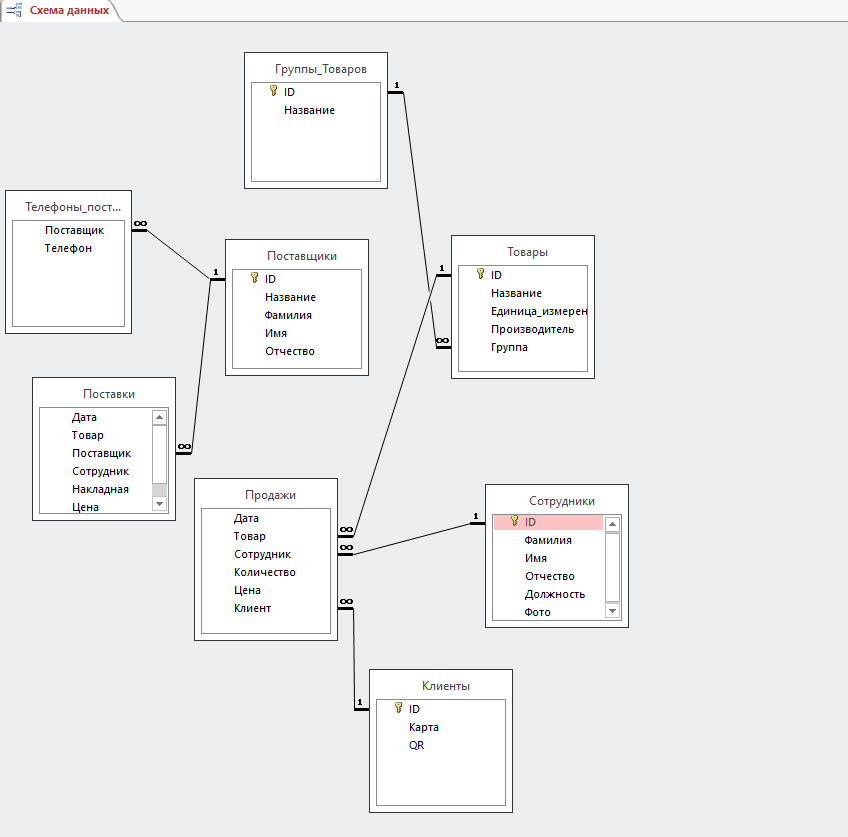 Схема данных
Группы_Товаров
ID
Название
1
Телефоны_пост...
Поставщик
Телефон
∞
Поставщики
ID
Название
Фамилия
Имя
Отчество
1
Товары
ID
Название
Единица_измерен
Производитель
Группа
1
∞
Поставки
Дата
Товар
Поставщик
Сотрудник
Накладная
Цена
∞
Продажи
Дата
Товар
Сотрудник
Количество
Цена
Клиент
∞
∞
∞
Сотрудники
ID
Фамилия
Имя
Отчество
Должность
Фото
1
Клиенты
ID
Карта
QR
1